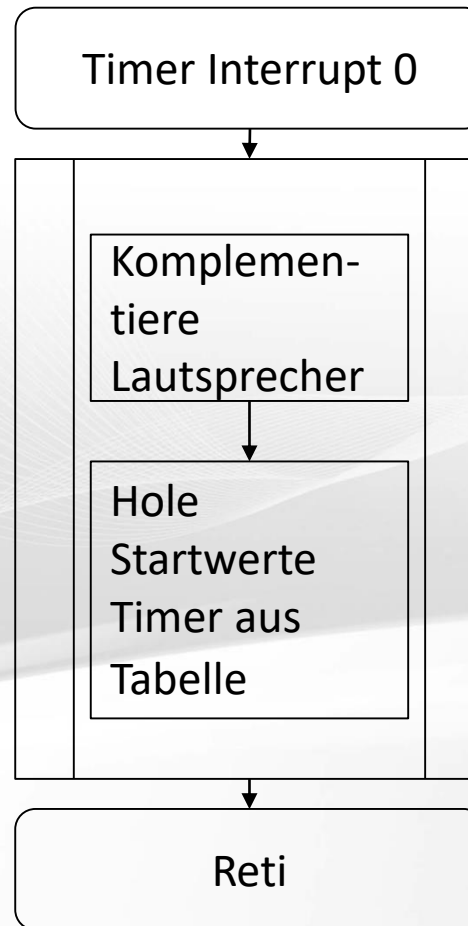 Timer Interrupt 0
Komplemen-
tiere
Lautsprecher
Hole
Startwerte
Timer aus
Tabelle
Reti